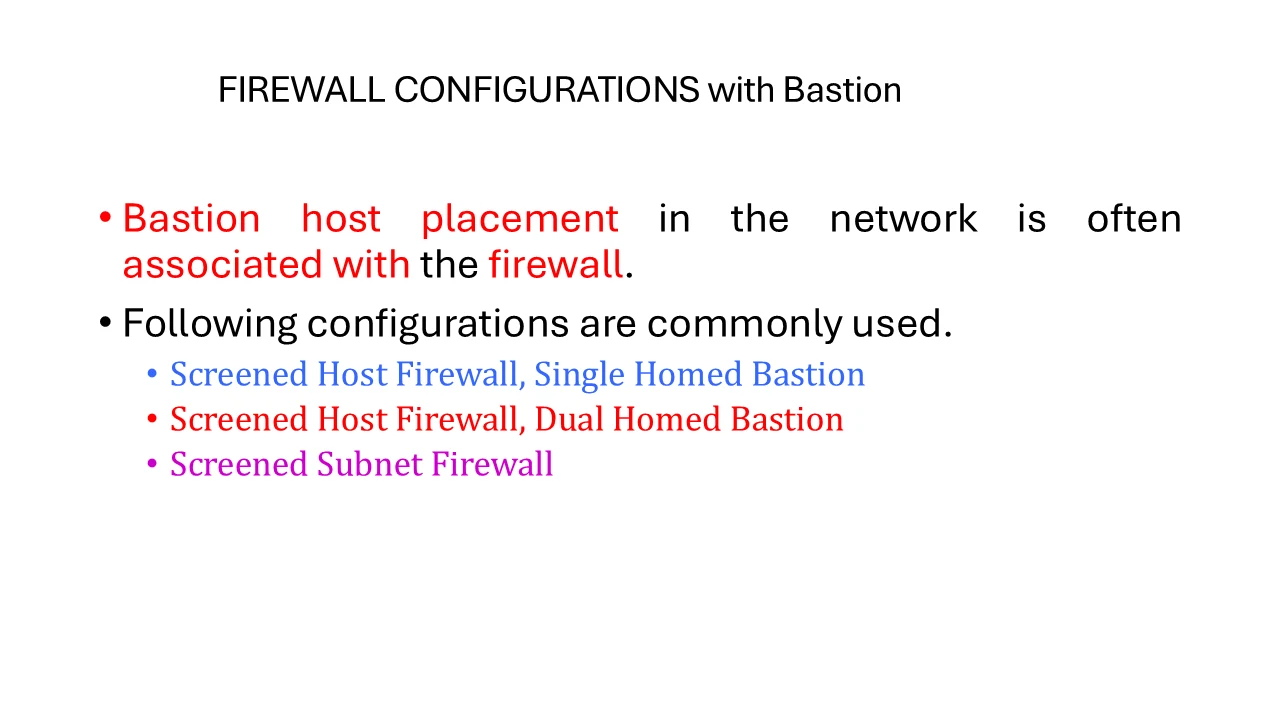 FIREWALL CONFIGURATIONS with Bastion
• Bastion host placement in the network is often
associated with the firewall.
• Following configurations are commonly used.
• Screened Host Firewall, Single Homed Bastion
• Screened Host Firewall, Dual Homed Bastion
• Screened Subnet Firewall